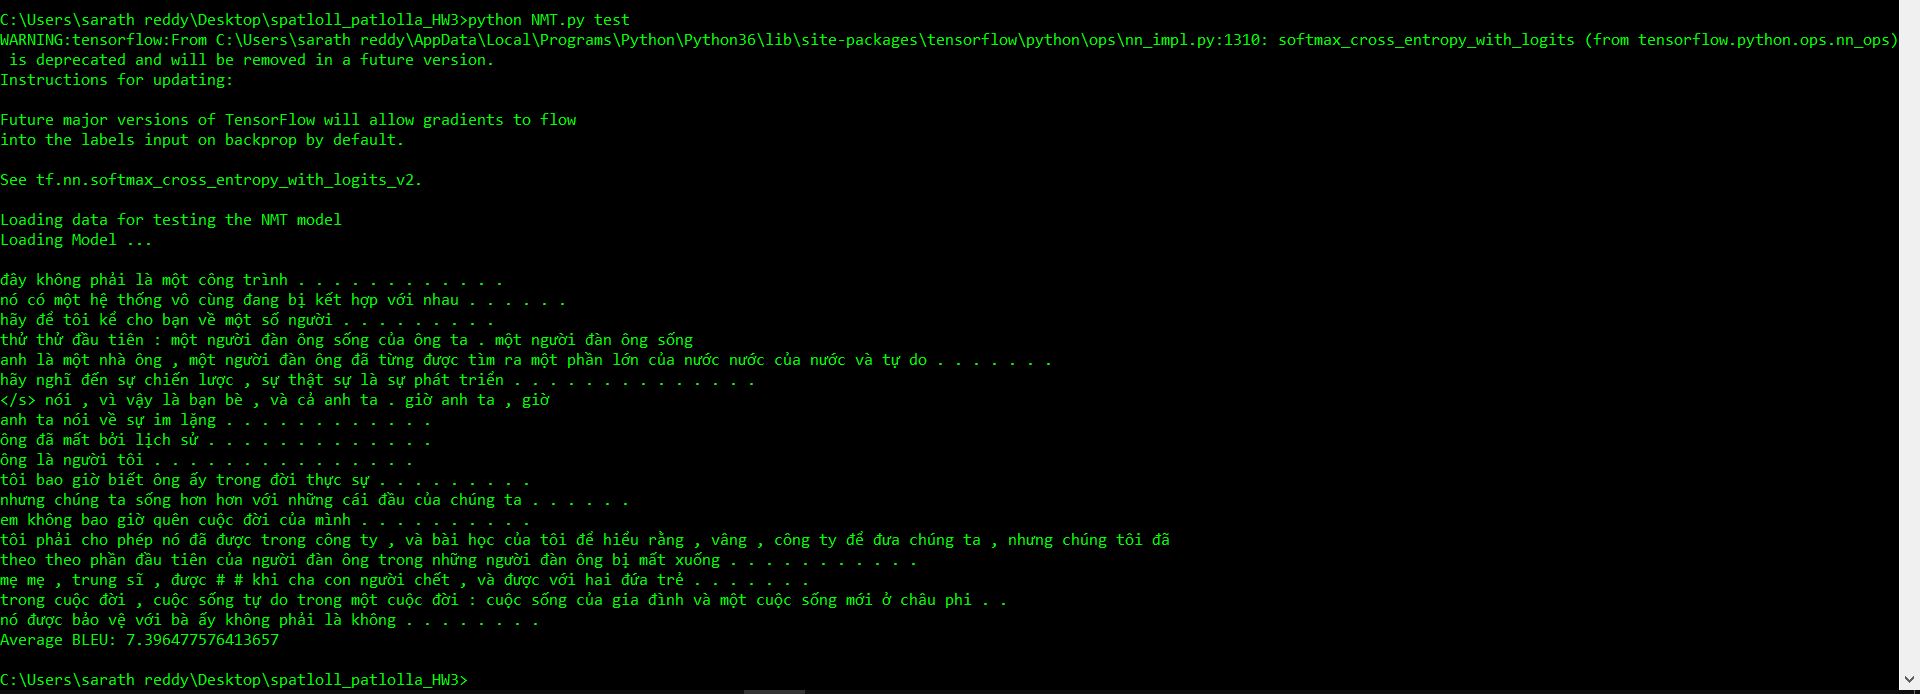 C:\Users\sarath reddy\Desktop\spatloll_patlolla_HW3>python NMT.py test
WARNING:tensorflow:From C:\Users\sarath reddy\AppData\Local\Programs\Python\Python36\lib\site-packages\tensorflow\python\ops\nn_impl.py:1310: softmax_cross_entropy_with_logits (from tensorflow.python.ops.nn_ops)
 is deprecated and will be removed in a future version.
Instructions for updating:

Future major versions of TensorFlow will allow gradients to flow
into the labels input on backprop by default.

See tf.nn.softmax_cross_entropy_with_logits_v2.

Loading data for testing the NMT model
Loading Model ...

đây không phải là một công trình . . . . . . . . . . . .
nó có một hệ thống vô cùng đang bị kết hợp với nhau . . . . . .
hãy để tôi kể cho bạn về một số người . . . . . . . . .
thử thử đầu tiên : một người đàn ông sống của ông ta . một người đàn ông sống
anh là một nhà ông , một người đàn ông đã từng được tìm ra một phần lớn của nước nước của nước và tự do . . . . . . .
hãy nghĩ đến sự chiến lược , sự thật sự là sự phát triển . . . . . . . . . . . . . .
</s> nói , vì vậy là bạn bè , và cả anh ta . giờ anh ta , giờ
anh ta nói về sự im lặng . . . . . . . . . . . .
ông đã mất bởi lịch sử . . . . . . . . . . . . .
ông là người tôi . . . . . . . . . . . . . . .
tôi bao giờ biết ông ấy trong đời thực sự . . . . . . . . .
nhưng chúng ta sống hơn hơn với những cái đầu của chúng ta . . . . . .
em không bao giờ quên cuộc đời của mình . . . . . . . . . .
tôi phải cho phép nó đã được trong công ty , và bài học của tôi để hiểu rằng , vâng , công ty để đưa chúng ta , nhưng chúng tôi đã
theo theo phần đầu tiên của người đàn ông trong những người đàn ông bị mất xuống . . . . . . . . . . .
mẹ mẹ , trung sĩ , được # # khi cha con người chết , và được với hai đứa trẻ . . . . . . .
trong cuộc đời , cuộc sống tự do trong một cuộc đời : cuộc sống của gia đình và một cuộc sống mới ở châu phi . .
nó được bảo vệ với bà ấy không phải là không . . . . . . . .
Average BLEU: 7.396477576413657

C:\Users\sarath reddy\Desktop\spatloll_patlolla_HW3>